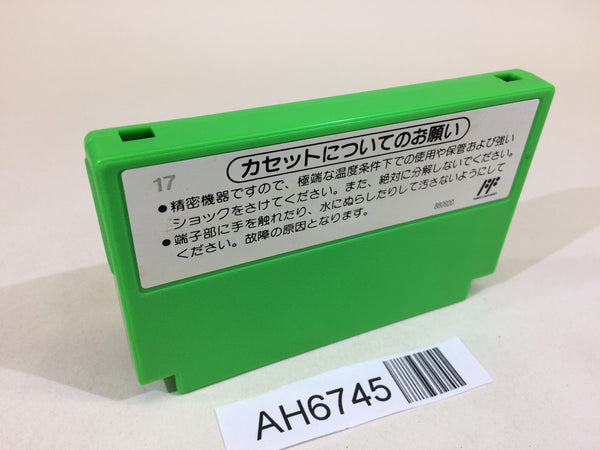 カセットについてのお願い
17
●精密機器ですので、極端な温度条件下での使用や保管および強い
ショックをさけてください。また、絶対に分解しないでください。
●端子部に手を触れたり、水にぬらしたりして汚さないようにして
ください。故障の原因となります。
880920
AH6745